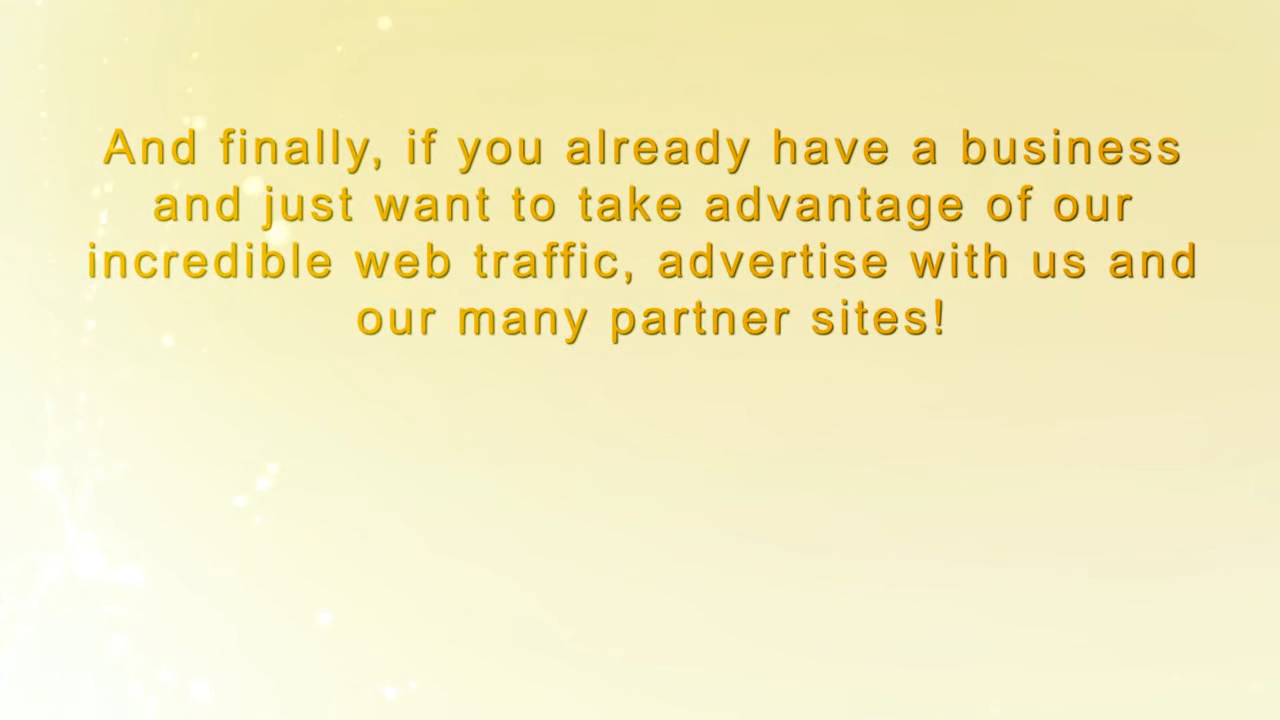 And finally, if you already have a business
and just want to take advantage of our
incredible web traffic, advertise with us and
our many partner sites!